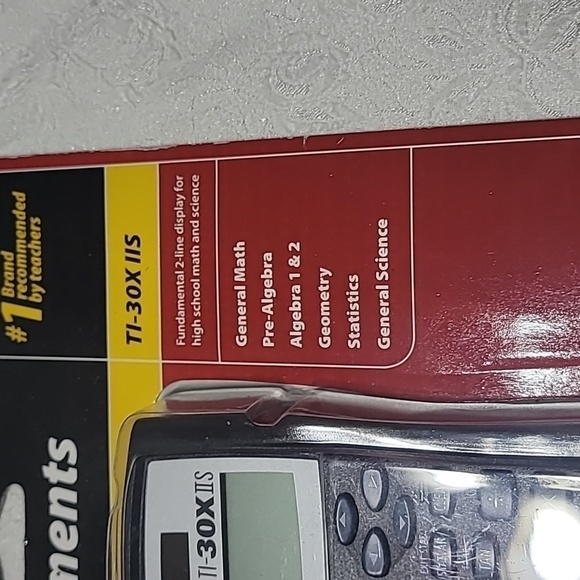 #1 Brand
recommended
by teachers
TI-30X IIS
Fundamental 2-line display for
high school math and science
General Math
Pre-Algebra
Algebra 1 & 2
Geometry
Statistics
General Science
ments
TI-30X IIS
TAN